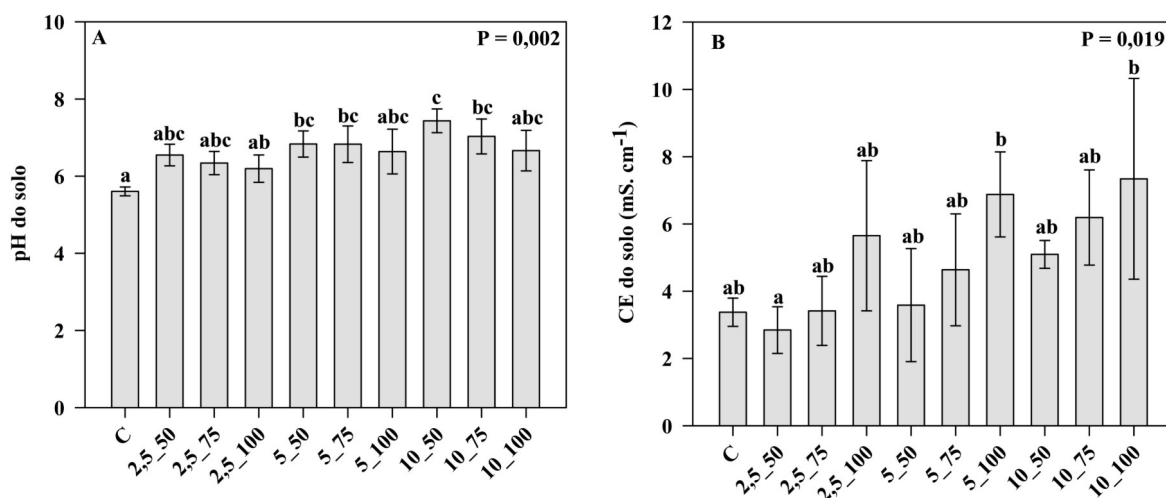 A
P = 0,002
pH do solo
10
8
6
4
2
0
a
abc
abc
ab
bc
bc
abc
c
bc
abc
C
2,5_50
2,5_75
2,5_100
5_50
5_75
5_100
10_50
10_75
10_100
B
P = 0,019
CE do solo (mS. cm-1)
12
10
8
6
4
2
0
ab
a
ab
ab
ab
ab
b
ab
ab
b
C
2,5_50
2,5_75
2,5_100
5_50
5_75
5_100
10_50
10_75
10_100